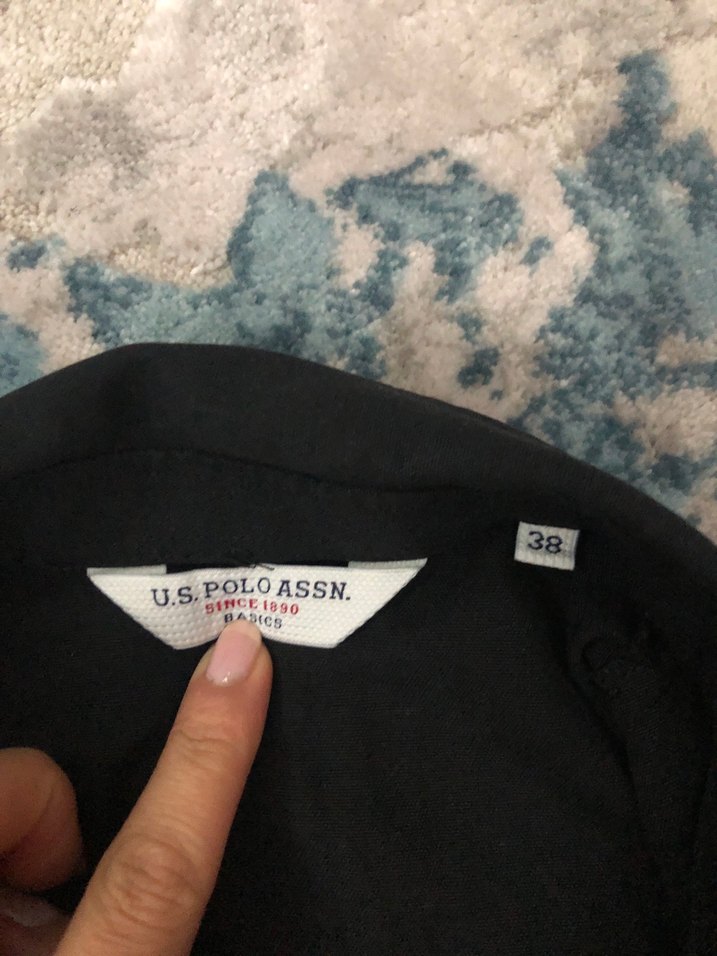 U.S. POLO ASSN.
SINCE 1890
BASICS
38